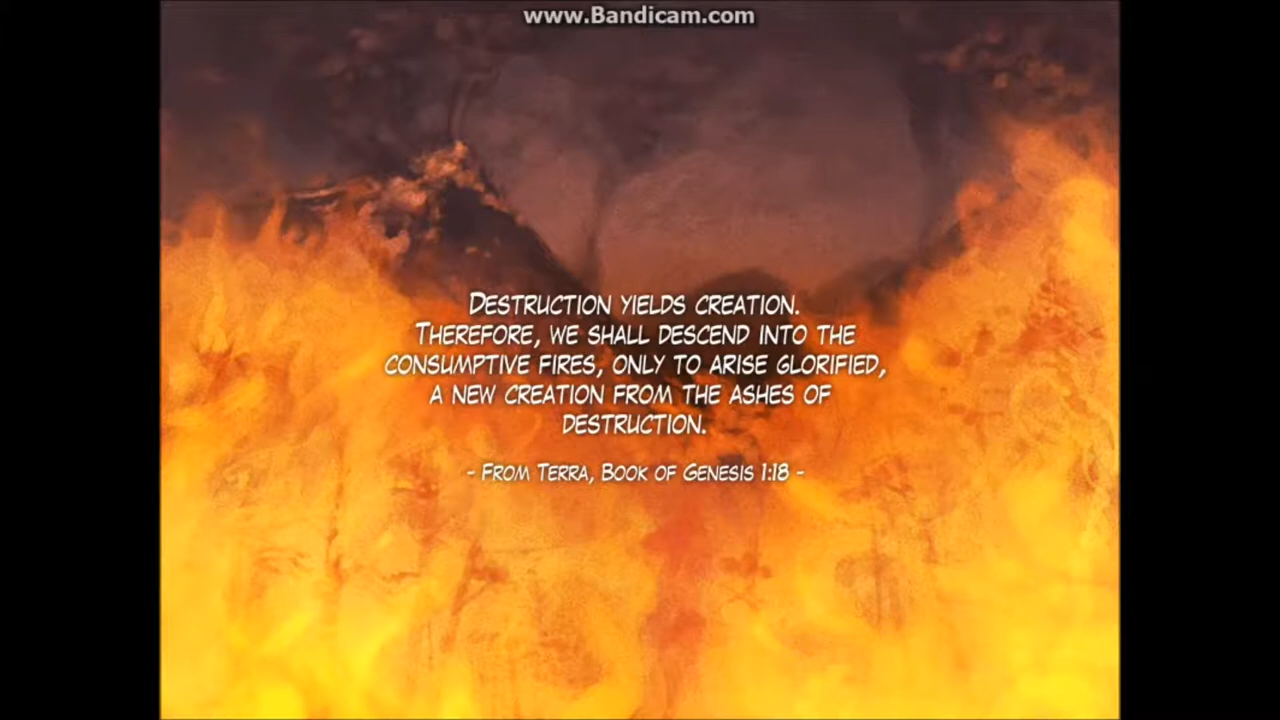 www.Bandicam.com
Destruction yields creation.
Therefore, we shall descend into the
consumptive fires, only to arise glorified,
a new creation from the ashes of
destruction.
- From Terra, Book of Genesis 1:18 -